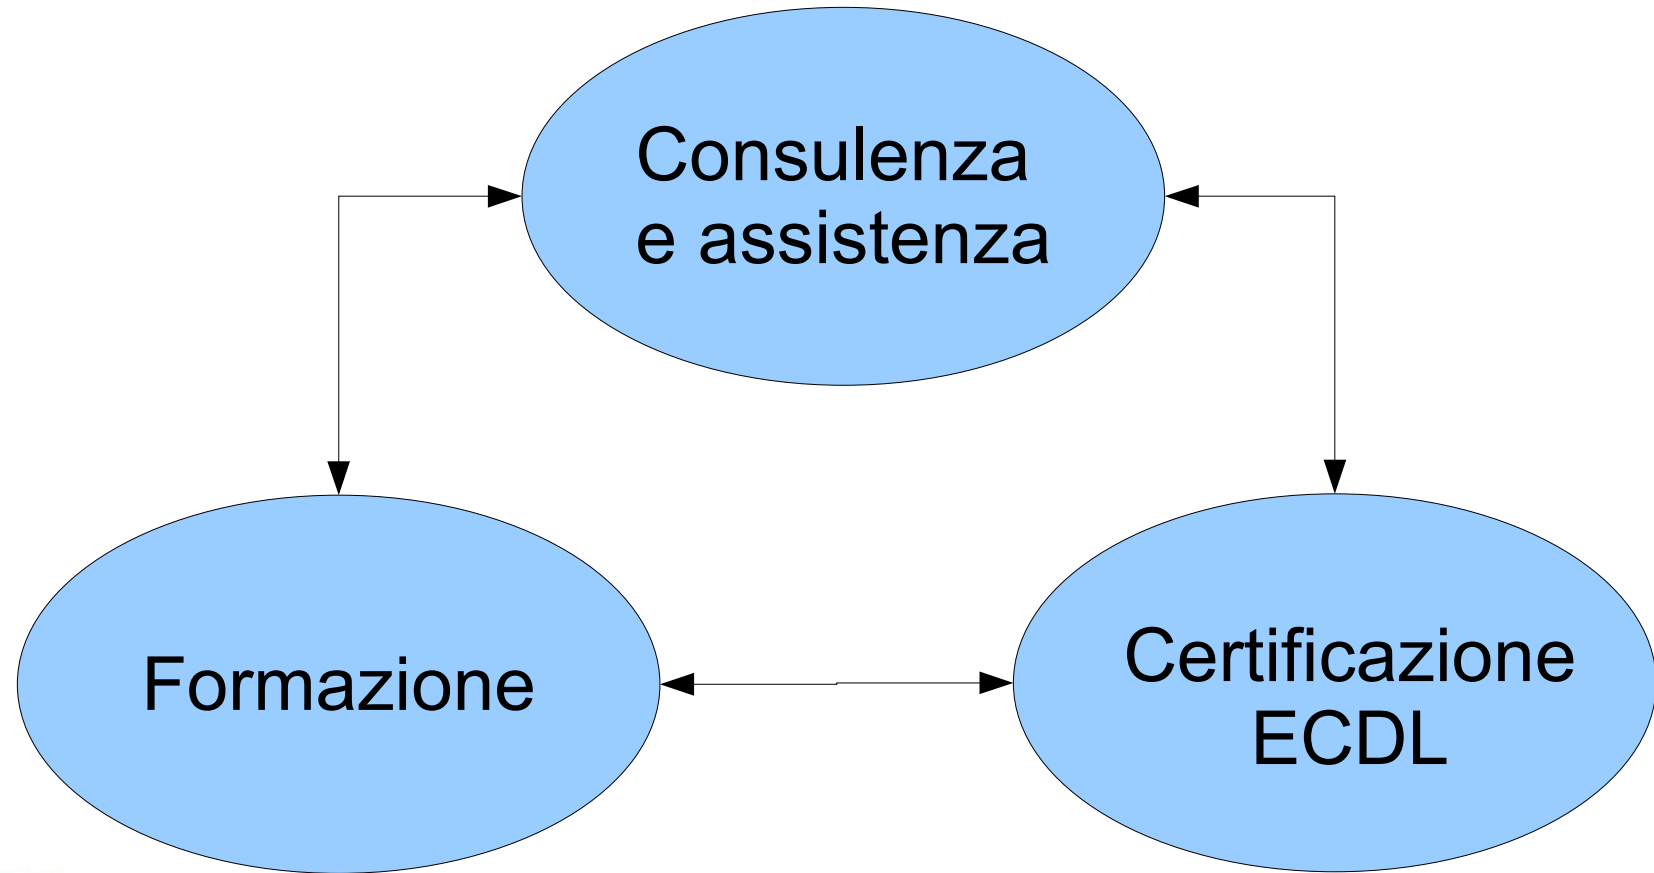 Consulenza
e assistenza
Formazione
Certificazione
ECDL